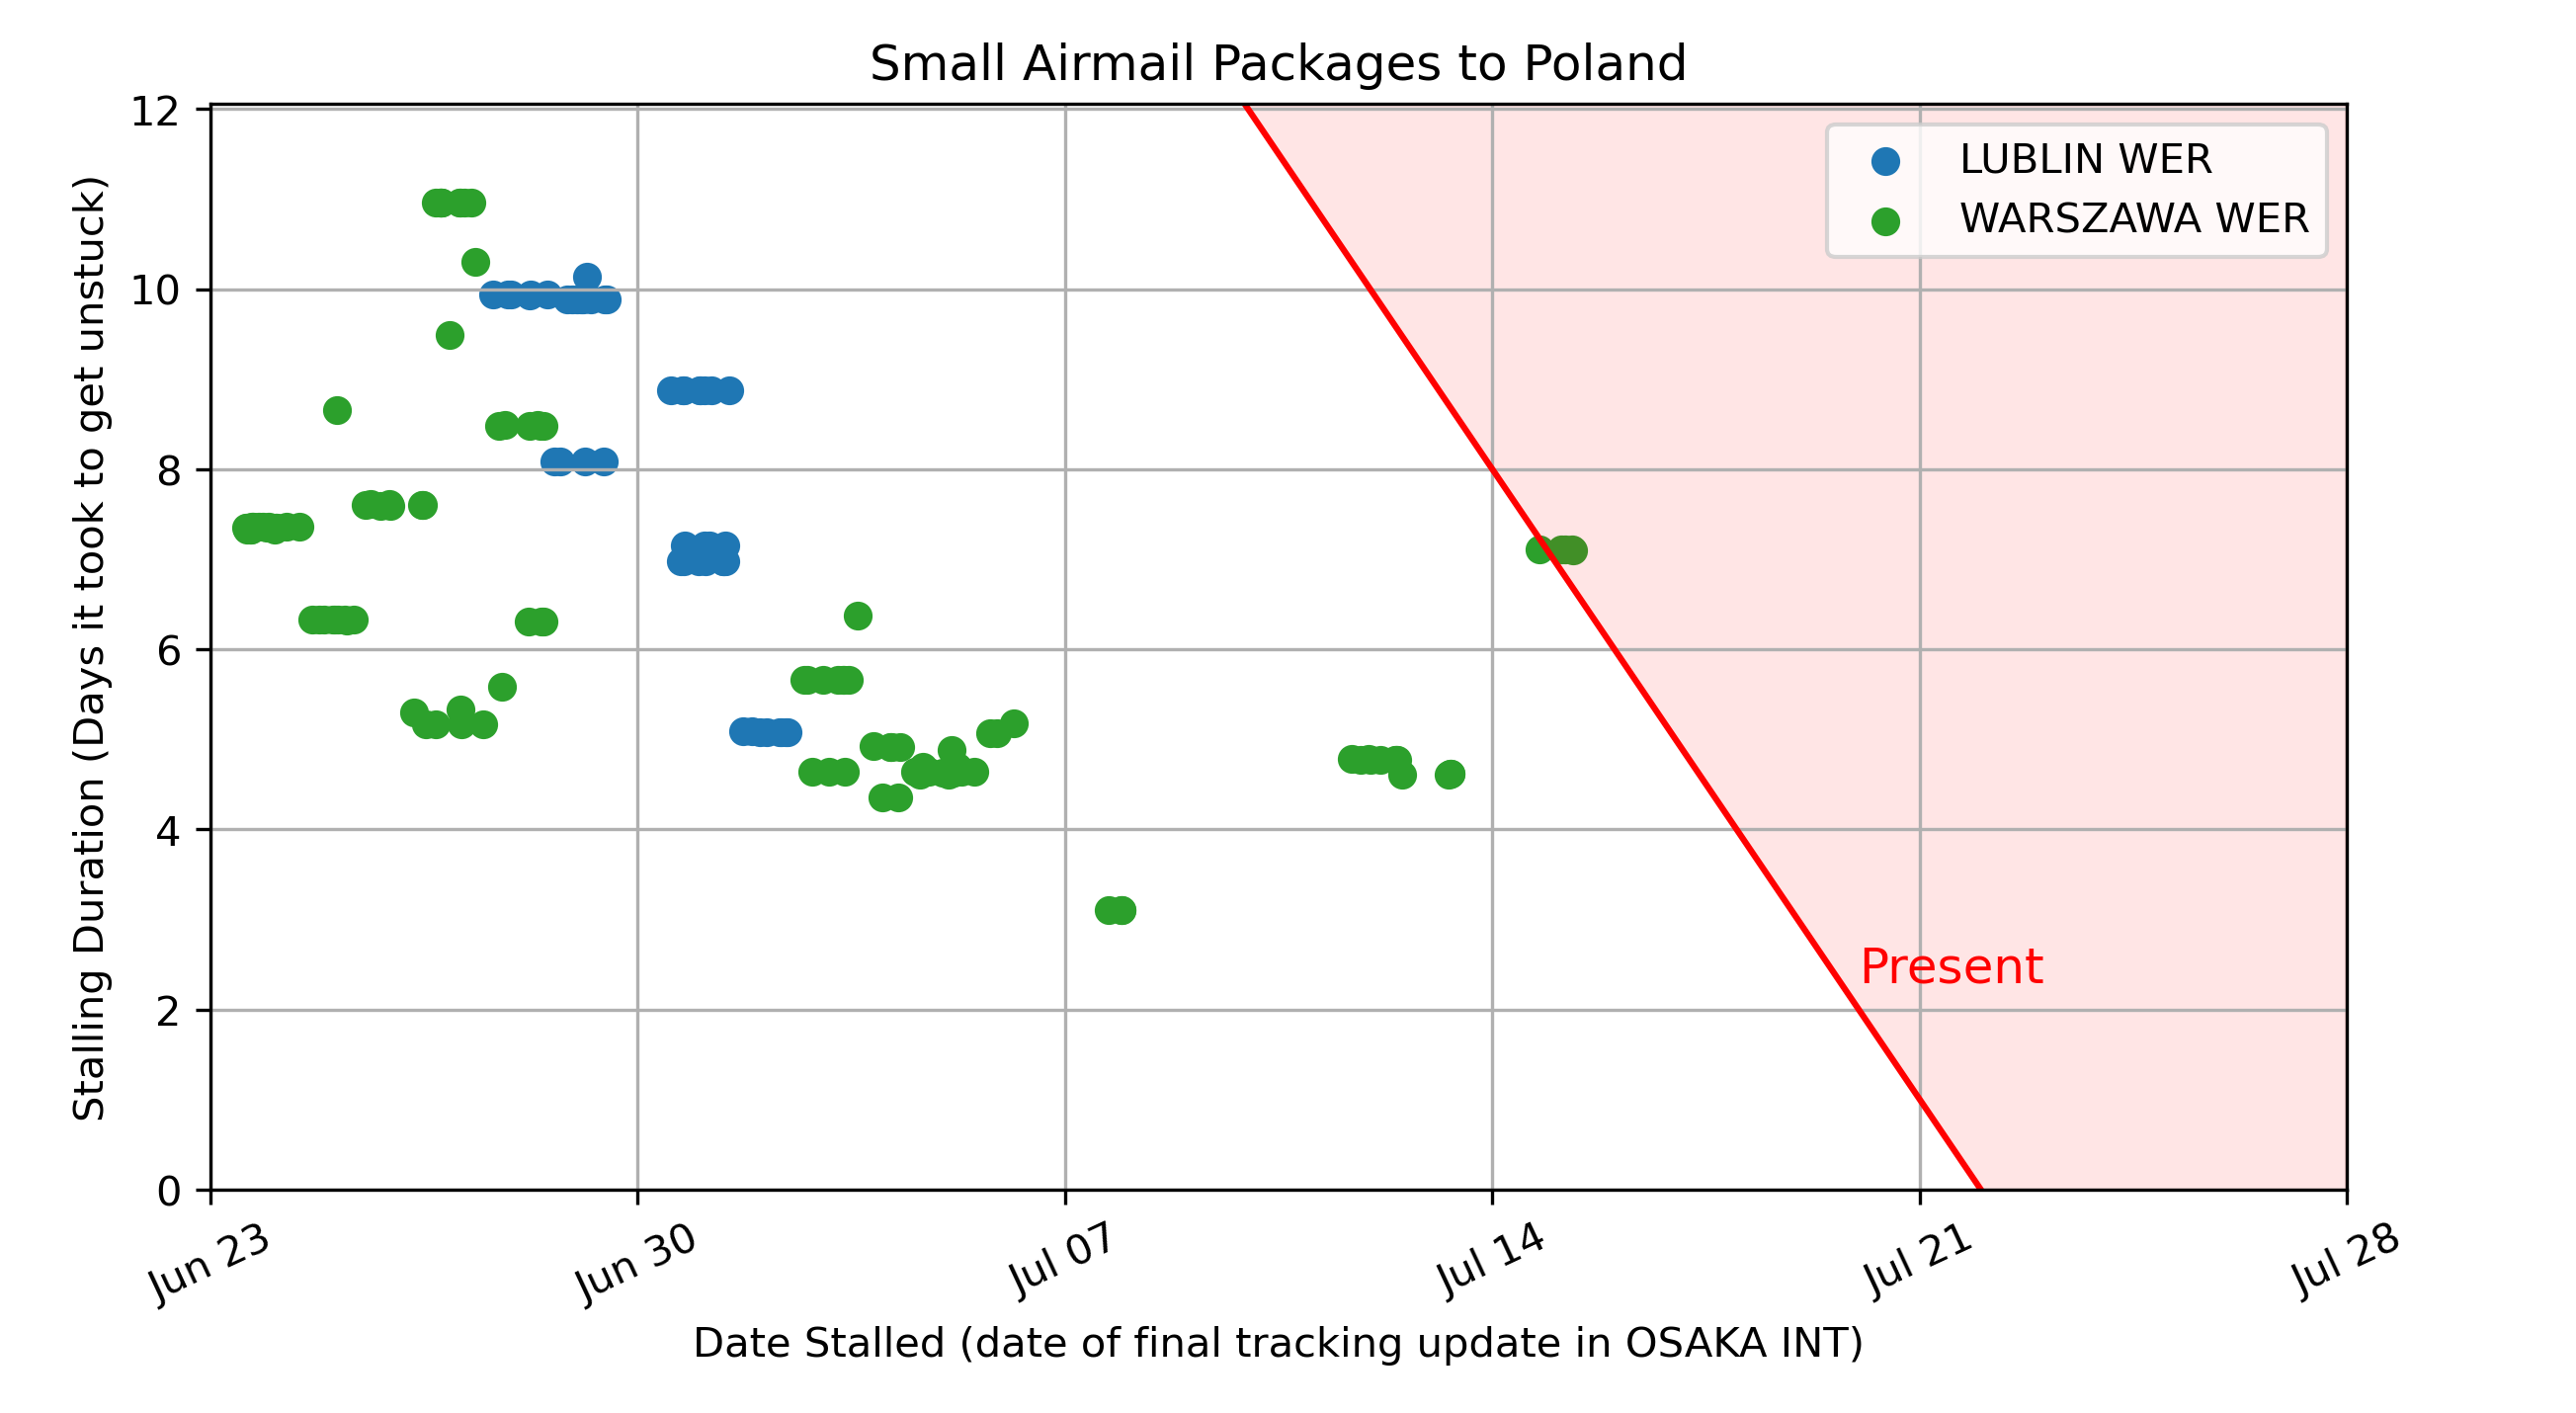 Small Airmail Packages to Poland
12
10
8
6
4
2
0
Stalling Duration (Days it took to get unstuck)
LUBLIN WER
WARSZAWA WER
Present
Jun 23
Jun 30
Jul 07
Jul 14
Jul 21
Jul 28
Date Stalled (date of final tracking update in OSAKA INT)